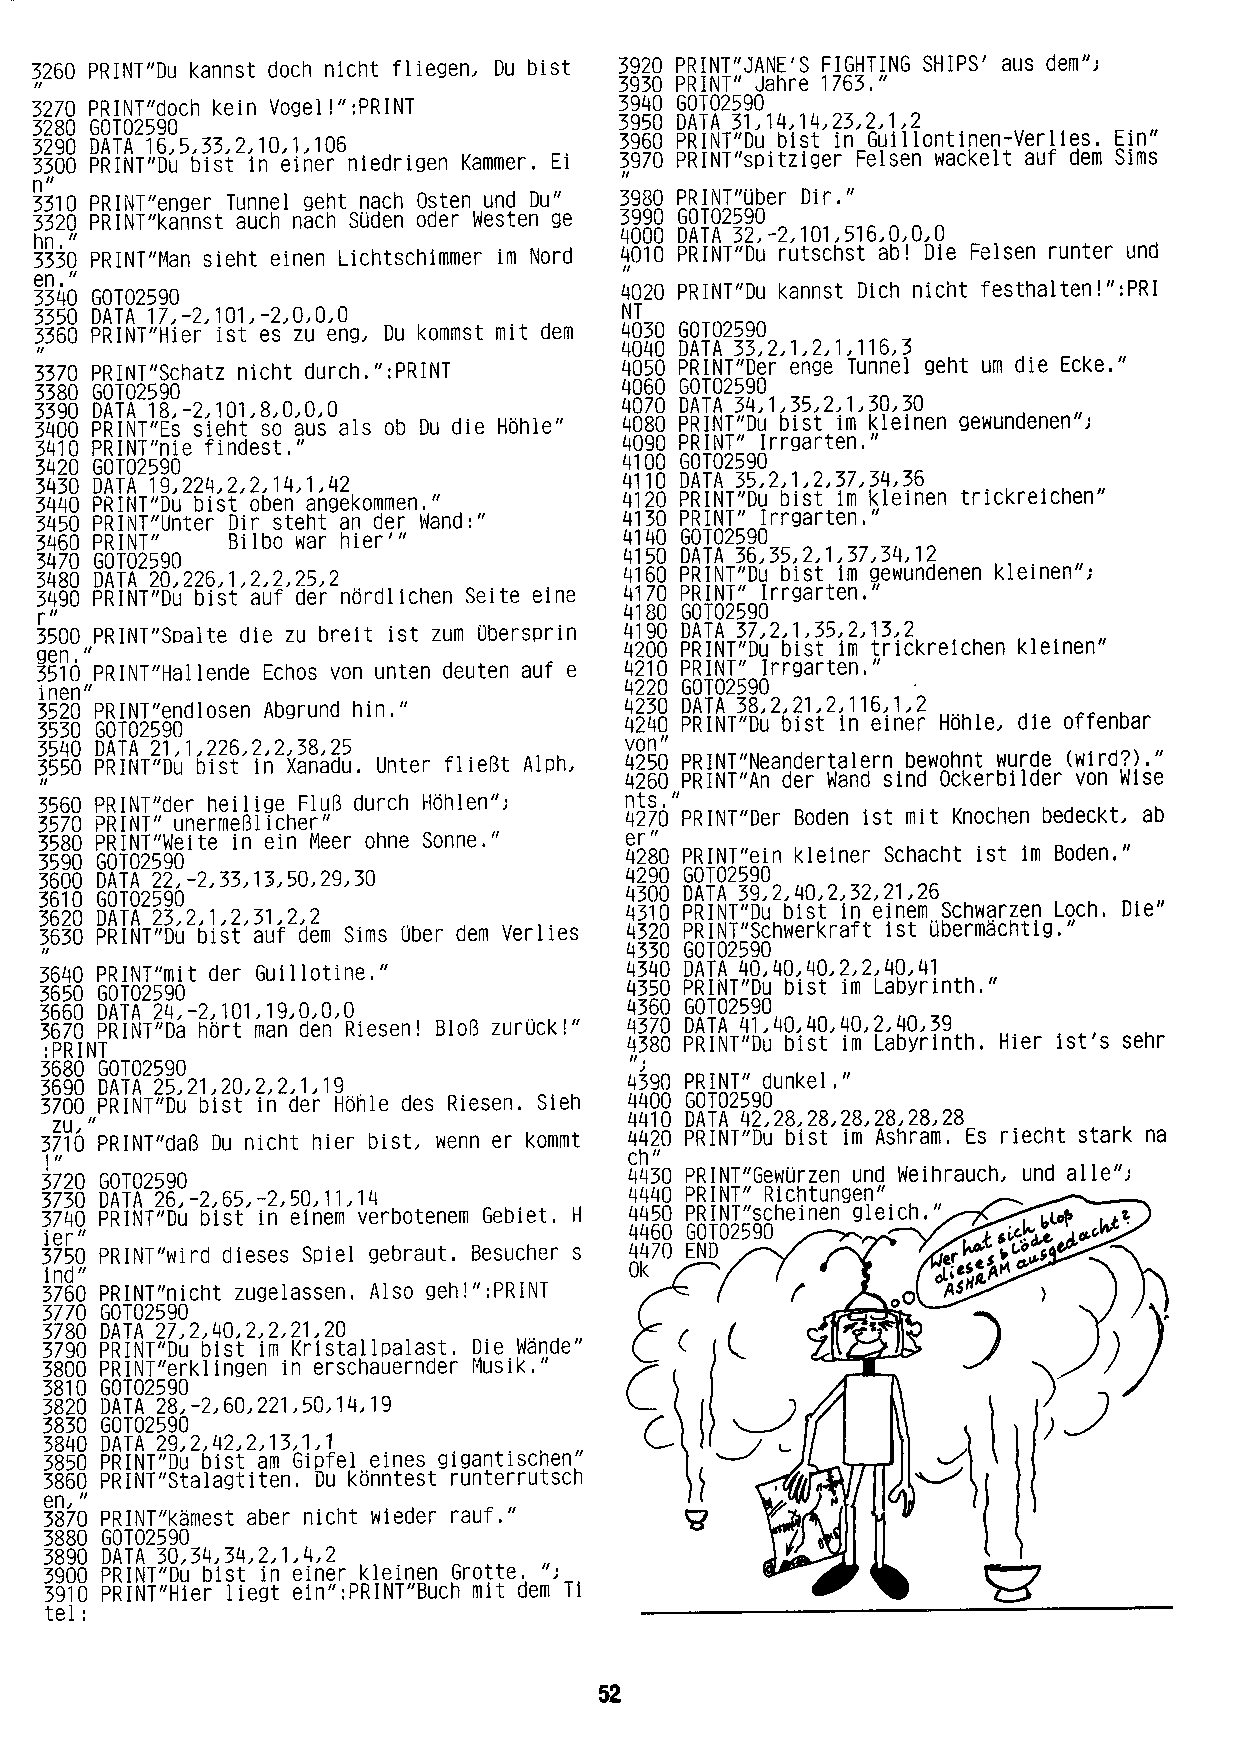 3260 PRINT"Du kannst doch nicht fliegen, Du bist
"
3270 PRINT"doch kein Vogel!":PRINT
3280 GOTO2590
3290 DATA 16,5,33,2,10,1,106
3300 PRINT"Du bist in einer niedrigen Kammer. Ei
n"
3310 PRINT"enger Tunnel geht nach Osten und Du"
3320 PRINT"kannst auch nach Süden oder Westen ge
hn."
3330 PRINT"Man sieht einen Lichtschimmer im Nord
en."
3340 GOTO2590
3350 DATA 17,-2,101,-2,0,0,0
3360 PRINT"Hier ist es zu eng, Du kommst mit dem
"
3370 PRINT"Schatz nicht durch.":PRINT
3380 GOTO2590
3390 DATA 18,-2,101,8,0,0,0
3400 PRINT"Es sieht so aus als ob Du die Höhle"
3410 PRINT"nie findest."
3420 GOTO2590
3430 DATA 19,224,2,2,14,1,42
3440 PRINT"Du bist oben angekommen."
3450 PRINT"Unter Dir steht an der Wand:"
3460 PRINT"      Bilbo war hier'"
3470 GOTO2590
3480 DATA 20,226,1,2,2,25,2
3490 PRINT"Du bist auf der nördlichen Seite eine
r"
3500 PRINT"Spalte die zu breit ist zum Übersprin
gen."
3510 PRINT"Hallende Echos von unten deuten auf e
inen"
3520 PRINT"endlosen Abgrund hin."
3530 GOTO2590
3540 DATA 21,1,226,2,2,38,25
3550 PRINT"Du bist in Xanadu. Unter fließt Alph,
"
3560 PRINT"der heilige Fluß durch Höhlen";
3570 PRINT" unermeßlicher"
3580 PRINT"Weite in ein Meer ohne Sonne."
3590 GOTO2590
3600 DATA 22,-2,33,13,50,29,30
3610 GOTO2590
3620 DATA 23,2,1,2,31,2,2
3630 PRINT"Du bist auf dem Sims Über dem Verlies
"
3640 PRINT"mit der Guillotine."
3650 GOTO2590
3660 DATA 24,-2,101,19,0,0,0
3670 PRINT"Da hört man den Riesen! Bloß zurück!"
:PRINT
3680 GOTO2590
3690 DATA 25,21,20,2,2,1,19
3700 PRINT"Du bist in der Höhle des Riesen. Sieh
 zu,"
3710 PRINT"daß Du nicht hier bist, wenn er kommt
!"
3720 GOTO2590
3730 DATA 26,-2,65,-2,50,11,14
3740 PRINT"Du bist in einem verbotenem Gebiet. H
ier"
3750 PRINT"wird dieses Spiel gebraut. Besucher s
ind"
3760 PRINT"nicht zugelassen. Also geh!":PRINT
3770 GOTO2590
3780 DATA 27,2,40,2,2,21,20
3790 PRINT"Du bist im Kristallpalast. Die Wände"
3800 PRINT"erklingen in erschauernder Musik."
3810 GOTO2590
3820 DATA 28,-2,60,221,50,14,19
3830 GOTO2590
3840 DATA 29,2,42,2,13,1,1
3850 PRINT"Du bist am Gipfel eines gigantischen"
3860 PRINT"Stalagtiten. Du könntest runterrutsch
en,"
3870 PRINT"kämest aber nicht wieder rauf."
3880 GOTO2590
3890 DATA 30,34,34,2,1,4,2
3900 PRINT"Du bist in einer kleinen Grotte. ";
3910 PRINT"Hier liegt ein":PRINT"Buch mit dem Ti
tel:
3920 PRINT"JANE'S FIGHTING SHIPS' aus dem";
3930 PRINT" Jahre 1763."
3940 GOTO2590
3950 DATA 31,14,14,23,2,1,2
3960 PRINT"Du bist in Guillontinen-Verlies. Ein"
3970 PRINT"spitziger Felsen wackelt auf dem Sims
"
3980 PRINT"über Dir."
3990 GOTO2590
4000 DATA 32,-2,101,516,0,0,0
4010 PRINT"Du rutschst ab! Die Felsen runter und
"
4020 PRINT"Du kannst Dich nicht festhalten!":PRI
NT
4030 GOTO2590
4040 DATA 33,2,1,2,1,116,3
4050 PRINT"Der enge Tunnel geht um die Ecke."
4060 GOTO2590
4070 DATA 34,1,35,2,1,30,30
4080 PRINT"Du bist im kleinen gewundenen";
4090 PRINT" Irrgarten."
4100 GOTO2590
4110 DATA 35,2,1,2,37,34,36
4120 PRINT"Du bist im kleinen trickreichen"
4130 PRINT" Irrgarten."
4140 GOTO2590
4150 DATA 36,35,2,1,37,34,12
4160 PRINT"Du bist im gewundenen kleinen";
4170 PRINT" Irrgarten."
4180 GOTO2590
4190 DATA 37,2,1,35,2,13,2
4200 PRINT"Du bist im trickreichen kleinen"
4210 PRINT" Irrgarten."
4220 GOTO2590
4230 DATA 38,2,21,2,116,1,2
4240 PRINT"Du bist in einer Höhle, die offenbar
von"
4250 PRINT"Neandertalern bewohnt wurde (wird?)."
4260 PRINT"An der Wand sind Ockerbilder von Wise
nts."
4270 PRINT"Der Boden ist mit Knochen bedeckt, ab
er"
4280 PRINT"ein kleiner Schacht ist im Boden."
4290 GOTO2590
4300 DATA 39,2,40,2,32,21,26
4310 PRINT"Du bist in einem Schwarzen Loch. Die"
4320 PRINT"Schwerkraft ist übermächtig."
4330 GOTO2590
4340 DATA 40,40,40,2,2,40,41
4350 PRINT"Du bist im Labyrinth."
4360 GOTO2590
4370 DATA 41,40,40,40,2,40,39
4380 PRINT"Du bist im Labyrinth. Hier ist's sehr
";
4390 PRINT" dunkel."
4400 GOTO2590
4410 DATA 42,28,28,28,28,28,28
4420 PRINT"Du bist im Ashram. Es riecht stark na
ch"
4430 PRINT"Gewürzen und Weihrauch, und alle";
4440 PRINT" Richtungen"
4450 PRINT"scheinen gleich."
4460 GOTO2590
4470 END
Ok
Wer hat sich bloß
dieses blöde
ASHRAM ausgedacht?
52